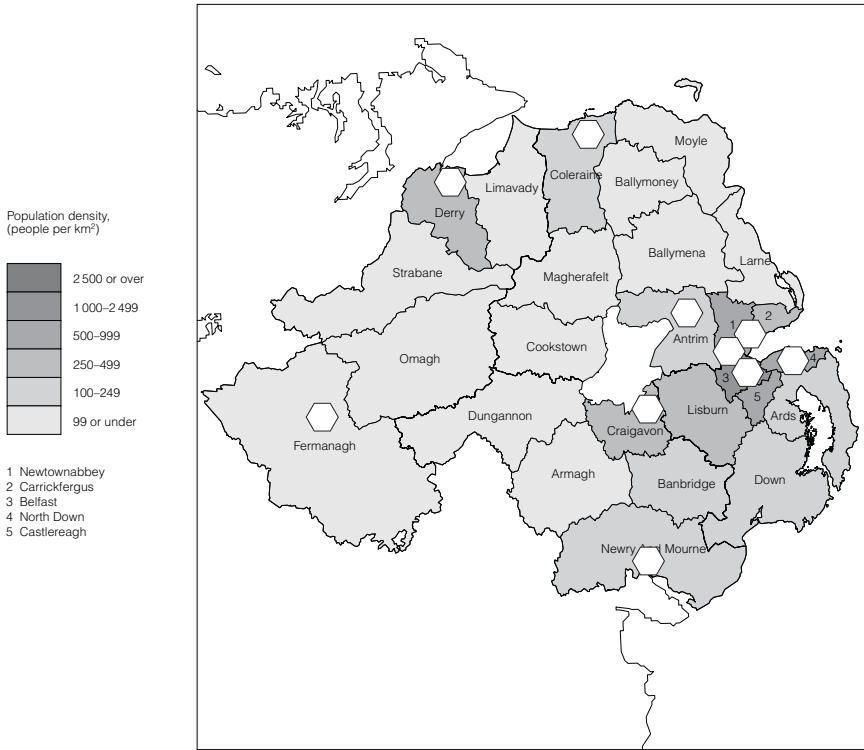 Population density,
(people per km²)
2 500 or over
1 000–2 499
500–999
250–499
100–249
99 or under
1 Newtownabbey
2 Carrickfergus
3 Belfast
4 North Down
5 Castlereagh
Moyle
Coleraine
Limavady
Ballymoney
Derry
Ballymena
Larne
Strabane
Magherafelt
2
1
Antrim
Cookstown
4
Omagh
3
5
Lisburn
Ards
Dungannon
Craigavon
Fermanagh
Armagh
Banbridge
Down
Newry And Mourne